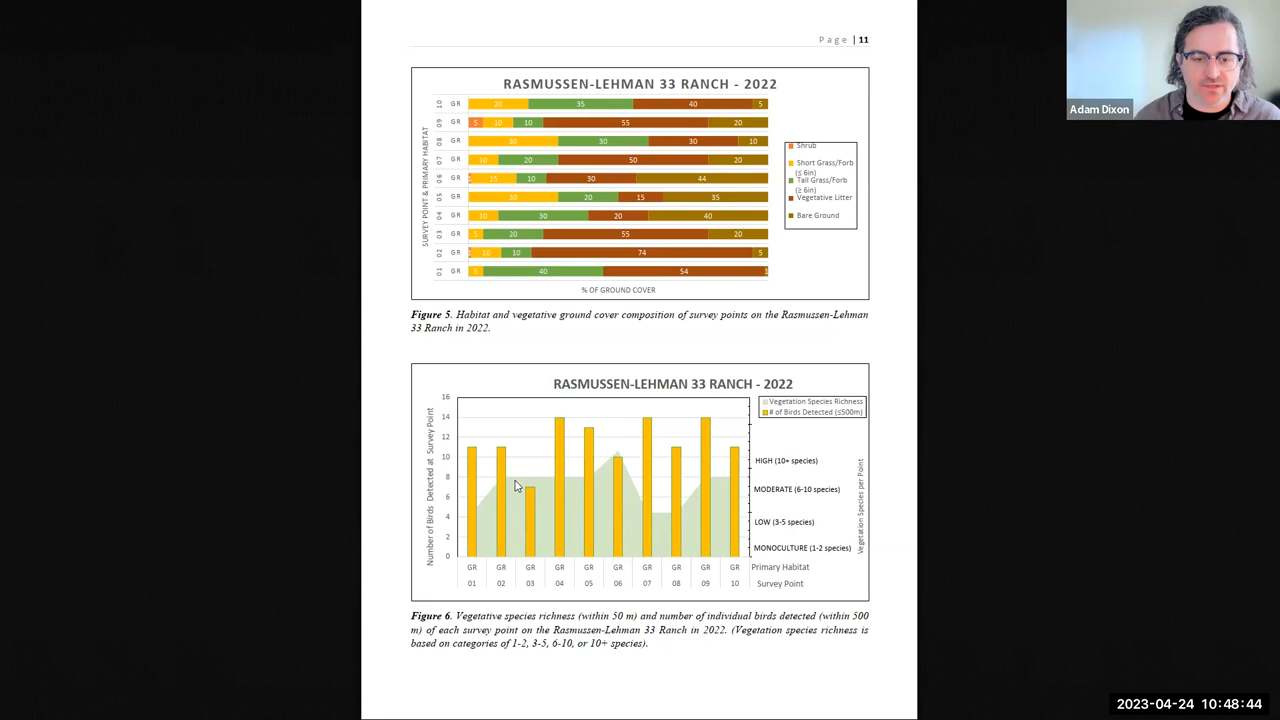 Page | 11
Adam Dixon
RASMUSSEN-LEHMAN 33 RANCH - 2022
SURVEY POINT & PRIMARY HABITAT
10 GR 20 35 40 5
09 GR 5 10 10 55 20
08 GR 30 30 30 10
07 GR 10 20 50 20
06 GR 1 15 10 30 44
05 GR 30 20 15 35
04 GR 10 30 20 40
03 GR 5 20 55 20
02 GR 1 10 10 74 5
01 GR 5 40 54 1
% OF GROUND COVER
Shrub
Short Grass/Forb
(≤ 6in)
Tall Grass/Forb
(≥ 6in)
Vegetative Litter
Bare Ground
Figure 5. Habitat and vegetative ground cover composition of survey points on the Rasmussen-Lehman
33 Ranch in 2022.
RASMUSSEN-LEHMAN 33 RANCH - 2022
Number of Birds Detected at Survey Point
16
14
12
10
8
6
4
2
0
Vegetation Species Richness
# of Birds Detected (≤500m)
HIGH (10+ species)
MODERATE (6-10 species)
LOW (3-5 species)
MONOCULTURE (1-2 species)
Vegetation Species per Point
GR GR GR GR GR GR GR GR GR GR Primary Habitat
01 02 03 04 05 06 07 08 09 10 Survey Point
Figure 6. Vegetative species richness (within 50 m) and number of individual birds detected (within 500
m) of each survey point on the Rasmussen-Lehman 33 Ranch in 2022. (Vegetation species richness is
based on categories of 1-2, 3-5, 6-10, or 10+ species).
2023-04-24 10:48:44